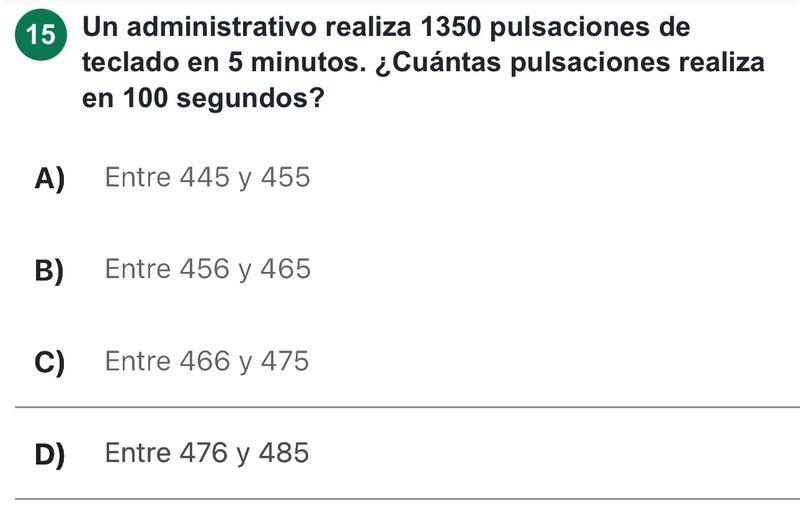 15 Un administrativo realiza 1350 pulsaciones de
teclado en 5 minutos. ¿Cuántas pulsaciones realiza
en 100 segundos?
A) Entre 445 y 455
B) Entre 456 y 465
C) Entre 466 y 475
D) Entre 476 y 485